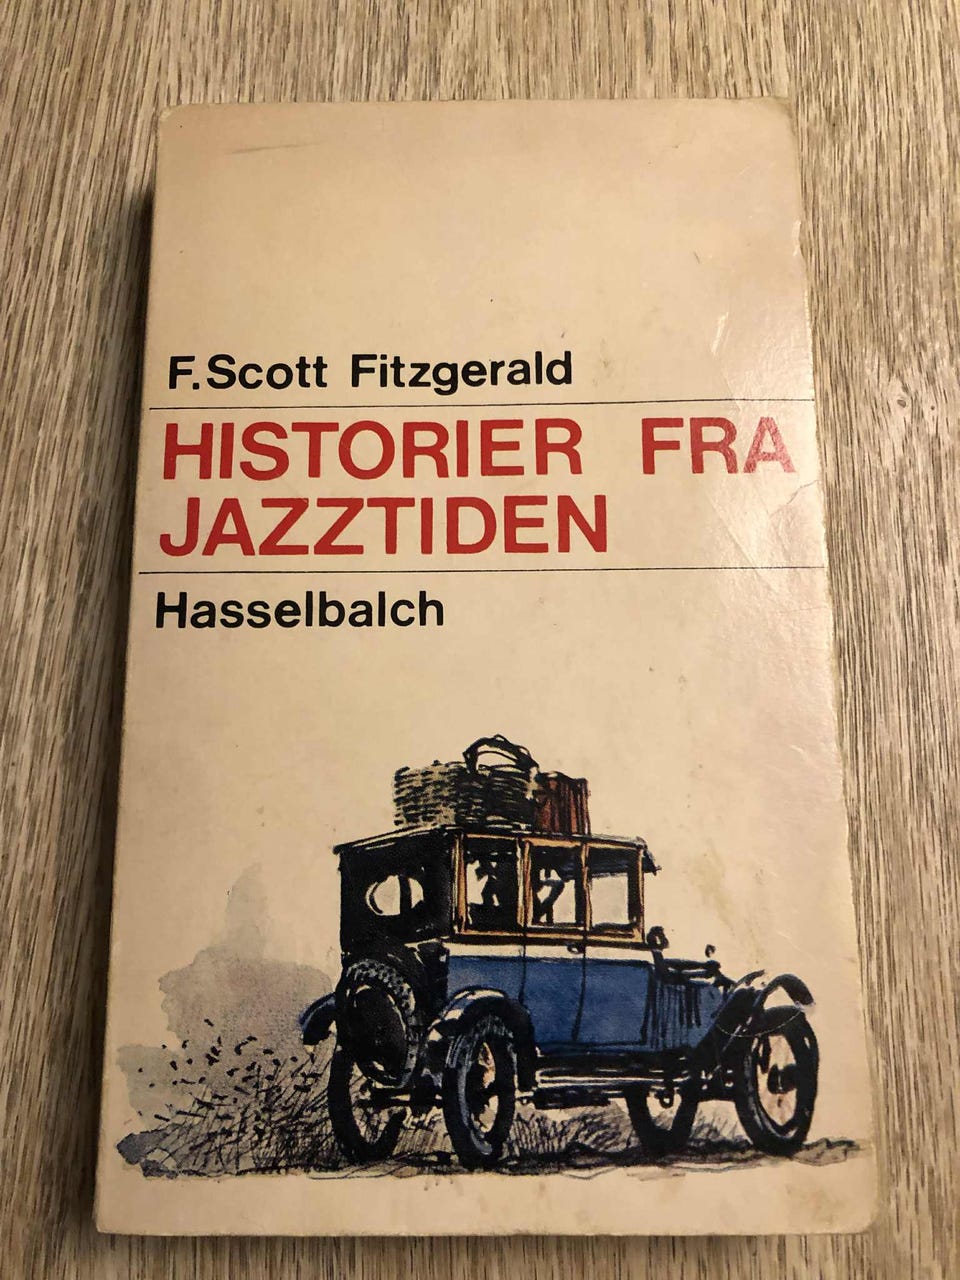 F. Scott Fitzgerald
HISTORIER FRA
JAZZTIDEN
Hasselbalch